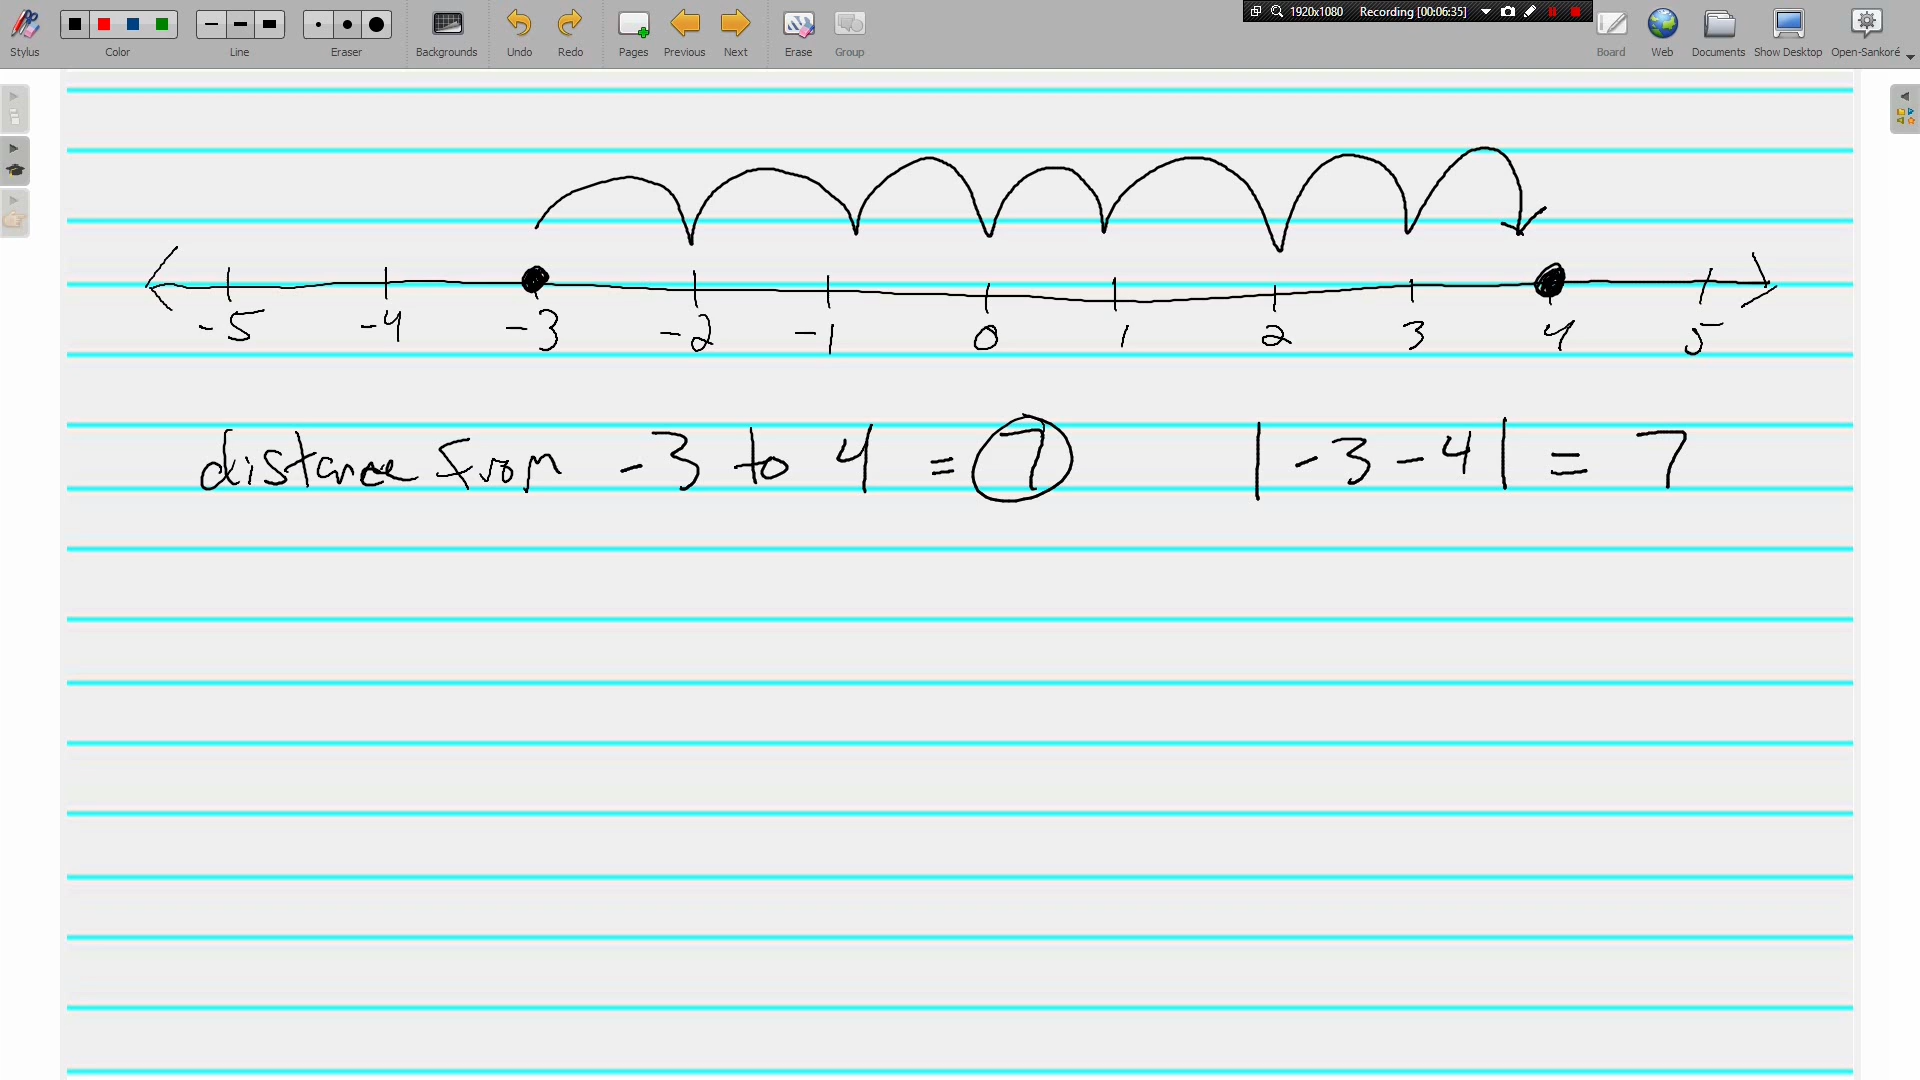 1920x1080 Recording [00:06:35]
Stylus Color Line Eraser Backgrounds Undo Redo Pages Previous Next Erase Group Board Web Documents Show Desktop Open-Sankoré
-5 -4 -3 -2 -1 0 1 2 3 4 5
distance from -3 to 4 = 7 |-3-4| = 7